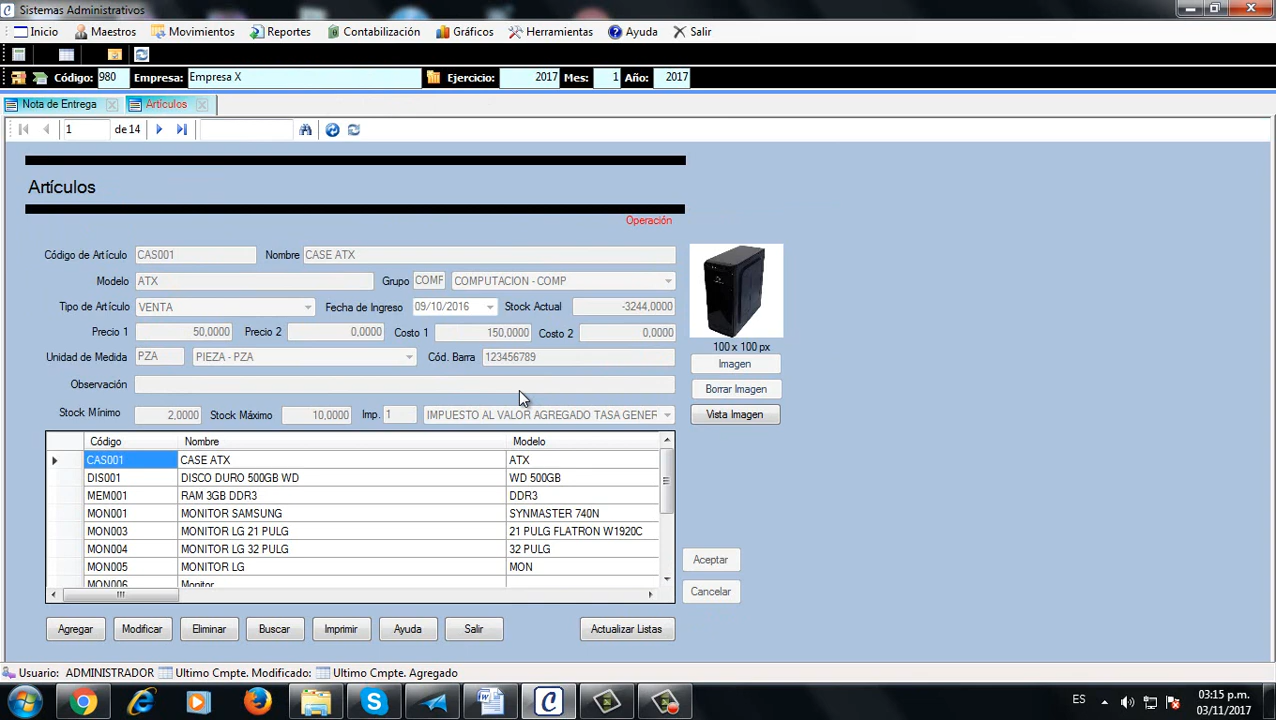 Sistemas Administrativos
Inicio Maestros Movimientos Reportes Contabilización Gráficos Herramientas Ayuda Salir
Código: 980 Empresa: Empresa X Ejercicio: 2017 Mes: 1 Año: 2017
Nota de Entrega Artículos
1 de 14
Artículos
Operación
Código de Artículo CAS001 Nombre CASE ATX
Modelo ATX Grupo COMP COMPUTACION - COMP
Tipo de Artículo VENTA Fecha de Ingreso 09/10/2016 Stock Actual -3244,0000
Precio 1 50,0000 Precio 2 0,0000 Costo 1 150,0000 Costo 2 0,0000
100 x 100 px
Unidad de Medida PZA PIEZA - PZA Cód. Barra 123456789
Imagen
Observación
Borrar Imagen
Stock Mínimo 2,0000 Stock Máximo 10,0000 Imp. 1 IMPUESTO AL VALOR AGREGADO TASA GENER
Vista Imagen
Código Nombre Modelo
CAS001 CASE ATX ATX
DIS001 DISCO DURO 500GB WD WD 500GB
MEM001 RAM 3GB DDR3 DDR3
MON001 MONITOR SAMSUNG SYNMASTER 740N
MON003 MONITOR LG 21 PULG 21 PULG FLATRON W1920C
MON004 MONITOR LG 32 PULG 32 PULG
MON005 MONITOR LG MON
MON006 Monitor
Aceptar
Cancelar
Agregar Modificar Eliminar Buscar Imprimir Ayuda Salir Actualizar Listas
Usuario: ADMINISTRADOR Ultimo Cmpte. Modificado: Ultimo Cmpte. Agregado
ES 03:15 p.m.
03/11/2017